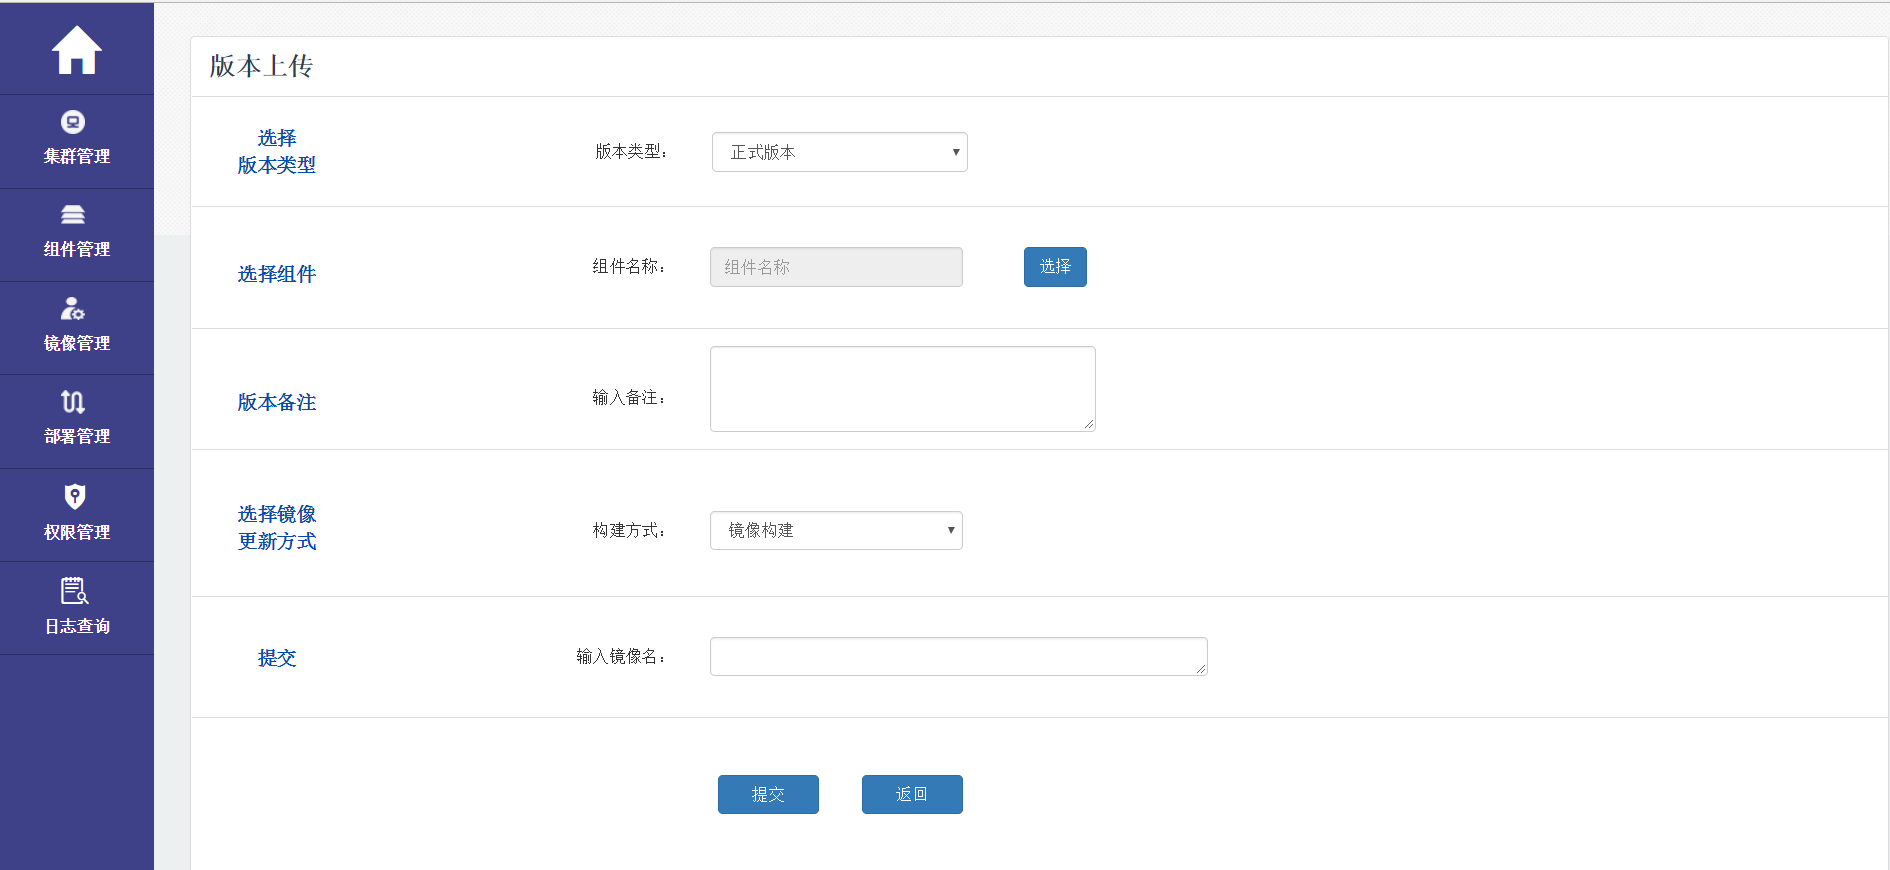 集群管理
组件管理
镜像管理
部署管理
权限管理
日志查询
版本上传
选择
版本类型
版本类型：
正式版本
选择组件
组件名称：
组件名称
选择
版本备注
输入备注：
选择镜像
更新方式
构建方式：
镜像构建
提交
输入镜像名：
提交
返回